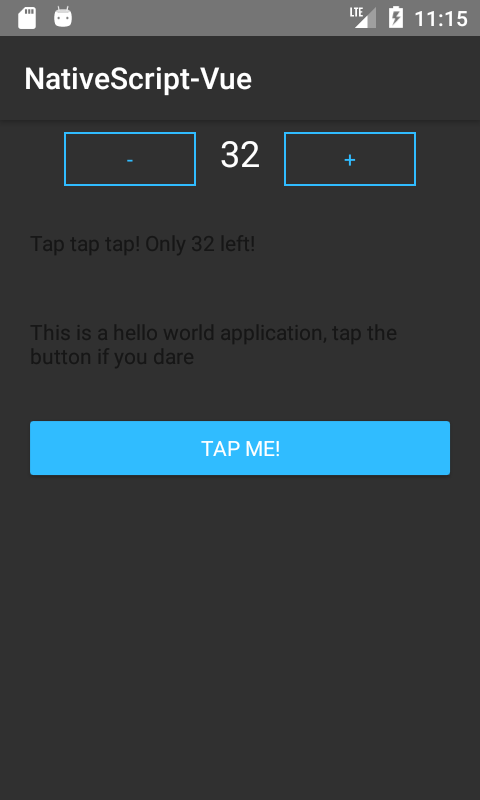 LTE 11:15
NativeScript-Vue
- 32 +
Tap tap tap! Only 32 left!
This is a hello world application, tap the
button if you dare
TAP ME!